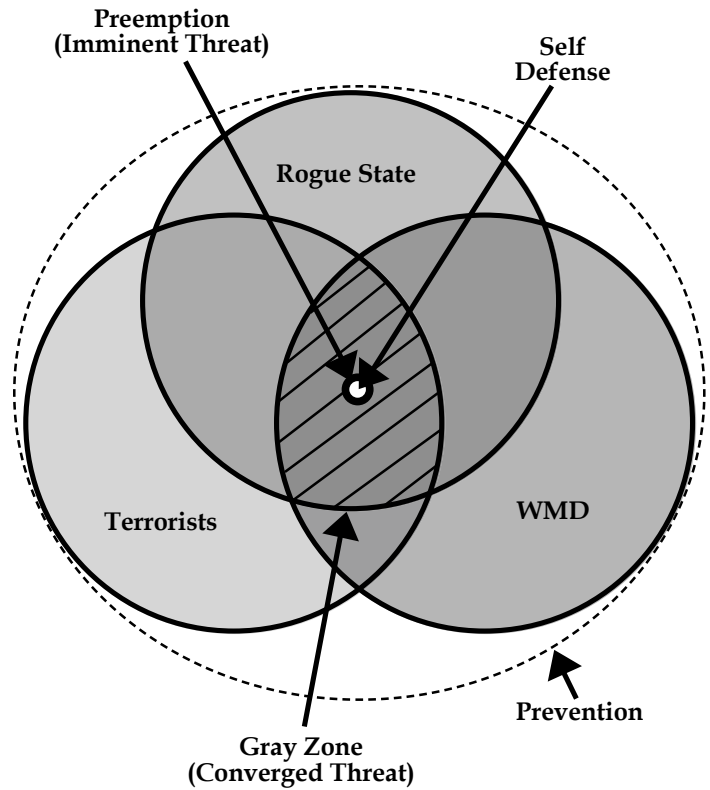 Preemption
(Imminent Threat)
Self
Defense
Rogue State
Terrorists
WMD
Prevention
Gray Zone
(Converged Threat)